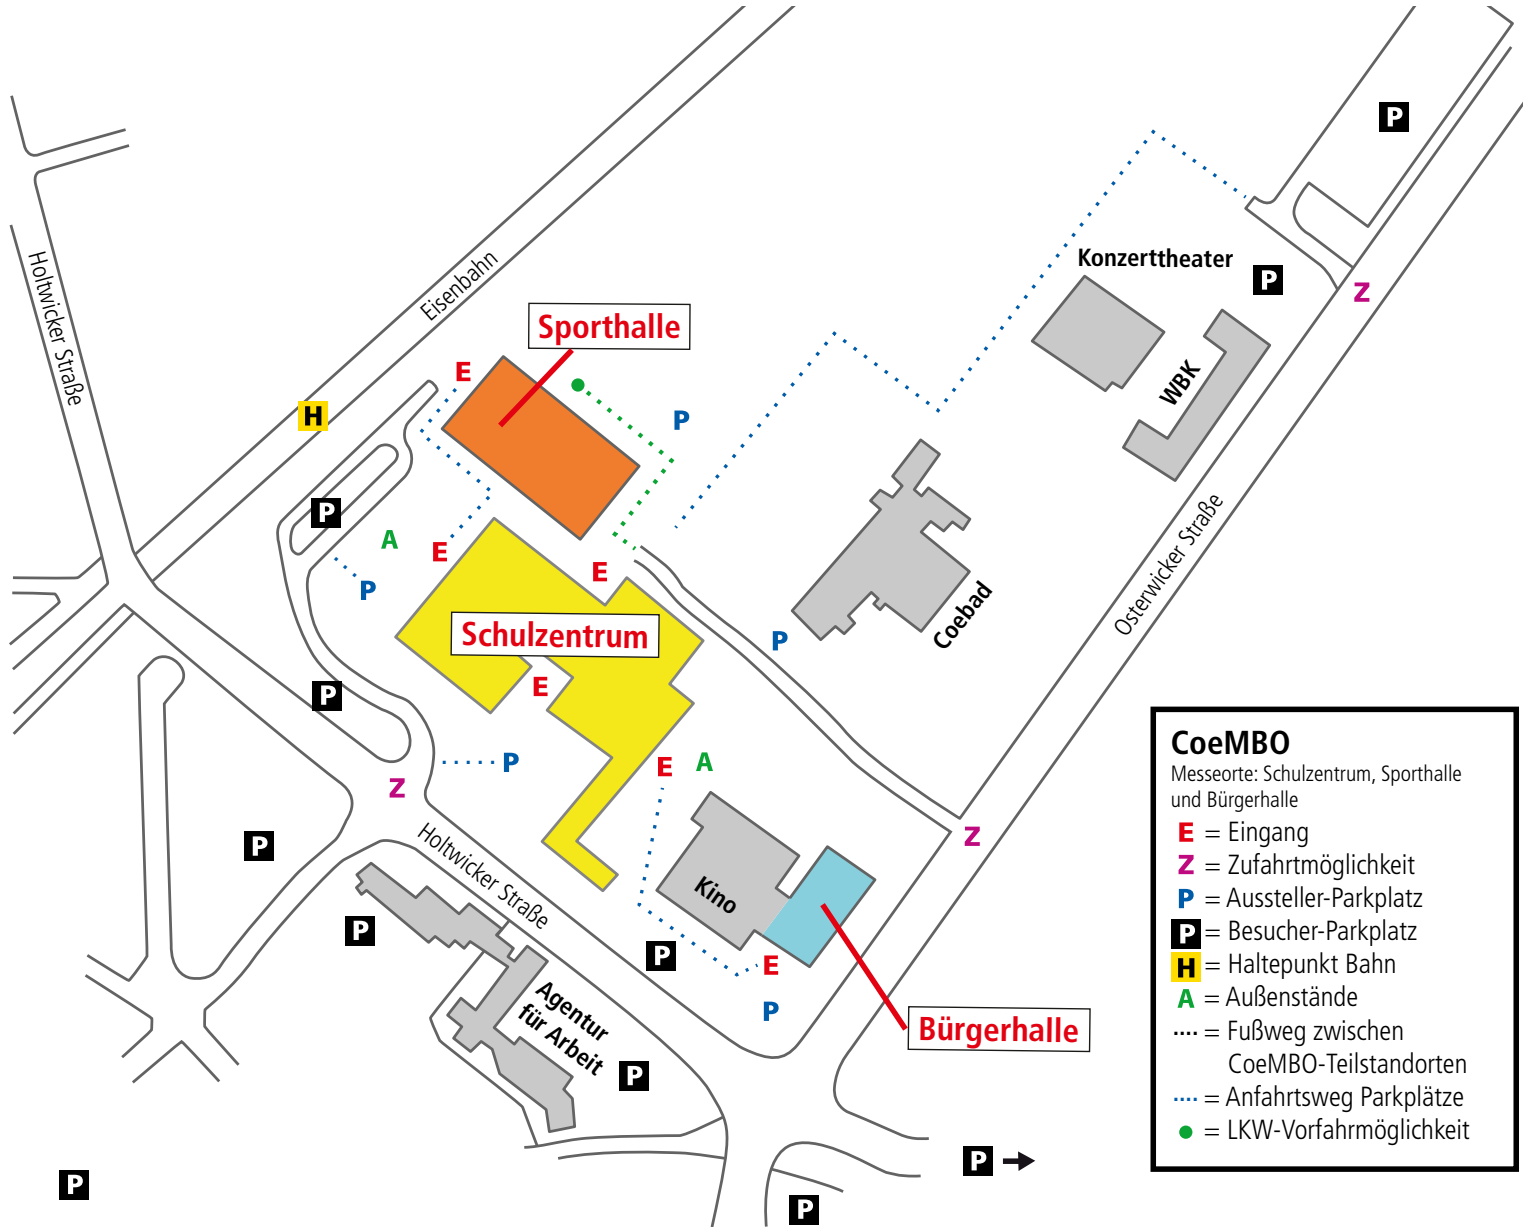 P
Konzerttheater
P
Z
WBK
Holtwicker Straße
Eisenbahn
Sporthalle
E
H
P
P
A
E
E
P
Osterwicker Straße
Coebad
P
Schulzentrum
E
P
P
E
A
Z
Z
P
Holtwicker Straße
Kino
P
P
E
P
Bürgerhalle
Agentur
für Arbeit
P
P
P
P
CoeMBO
Messeorte: Schulzentrum, Sporthalle
und Bürgerhalle
E = Eingang
Z = Zufahrtmöglichkeit
P = Aussteller-Parkplatz
P = Besucher-Parkplatz
H = Haltepunkt Bahn
A = Außenstände
.... = Fußweg zwischen
CoeMBO-Teilstandorten
.... = Anfahrtsweg Parkplätze
● = LKW-Vorfahrmöglichkeit